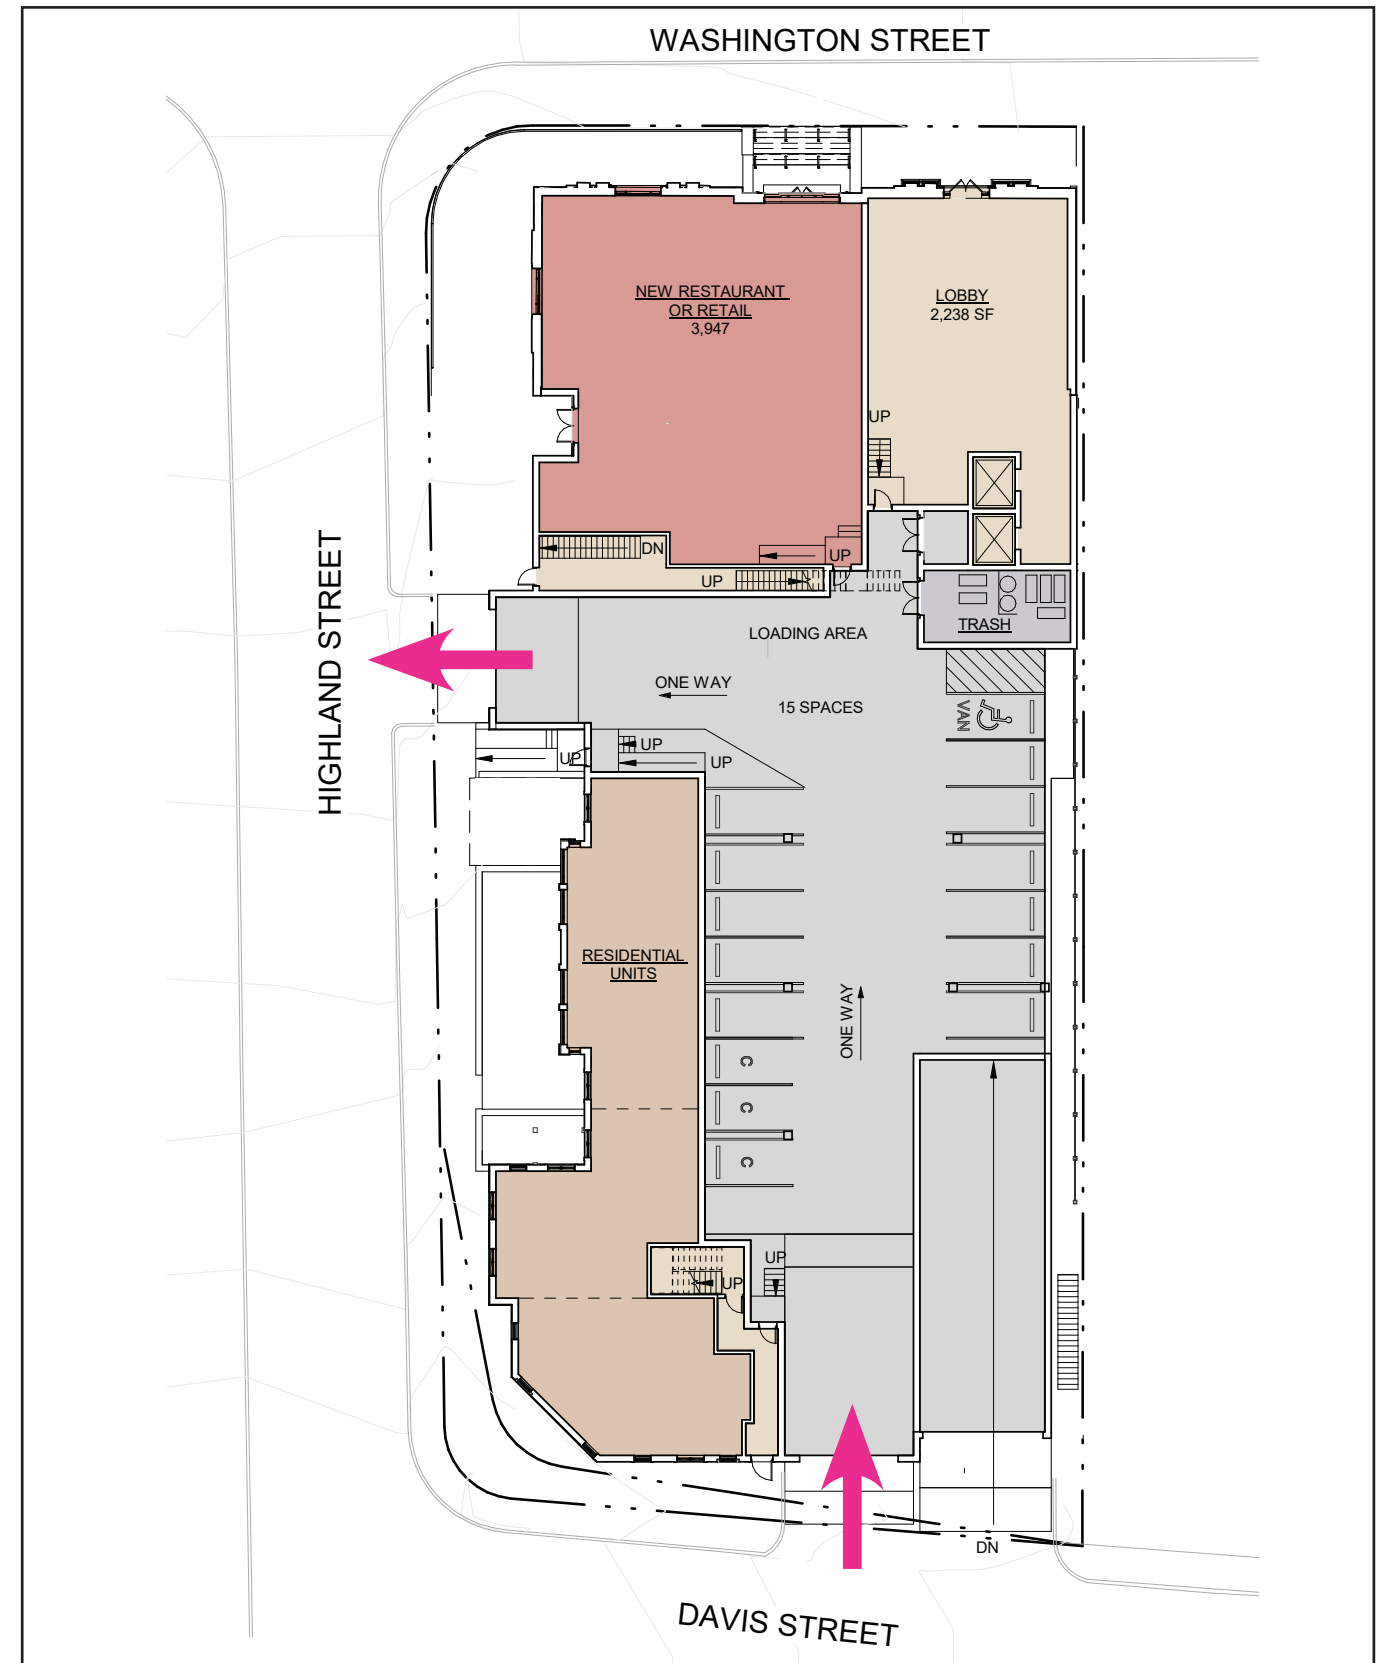 WASHINGTON STREET
NEW RESTAURANT
OR RETAIL
3,947
LOBBY
2,238 SF
UP
DN
UP
UP
HIGHLAND STREET
LOADING AREA
TRASH
ONE WAY
15 SPACES
VAN
UP
UP
UP
RESIDENTIAL
UNITS
ONE WAY
C
C
C
UP
UP
DN
DAVIS STREET